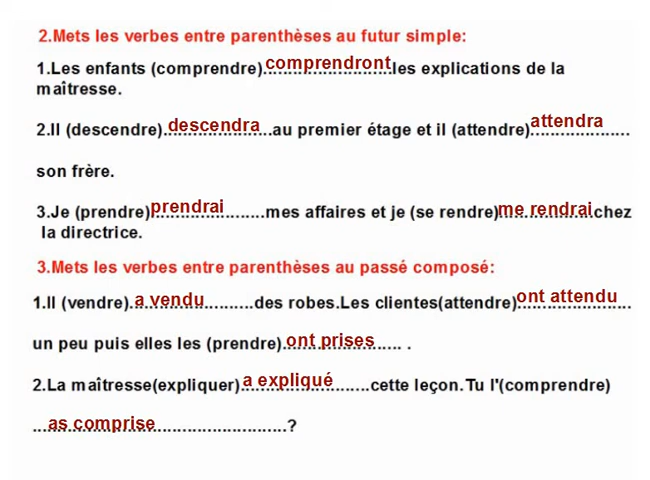 2.Mets les verbes entre parenthèses au futur simple:
1.Les enfants (comprendre)..comprendront..les explications de la
maîtresse.
2.Il (descendre)..descendra...au premier étage et il (attendre)..attendra..
son frère.
3.Je (prendre)..prendrai........mes affaires et je (se rendre)..me rendrai..chez
la directrice.
3.Mets les verbes entre parenthèses au passé composé:
1.Il (vendre)..a vendu..........des robes.Les clientes(attendre)..ont attendu..
un peu puis elles les (prendre)..ont prises...... .
2.La maîtresse(expliquer)..a expliqué........cette leçon.Tu l'(comprendre)
...as comprise...........................?